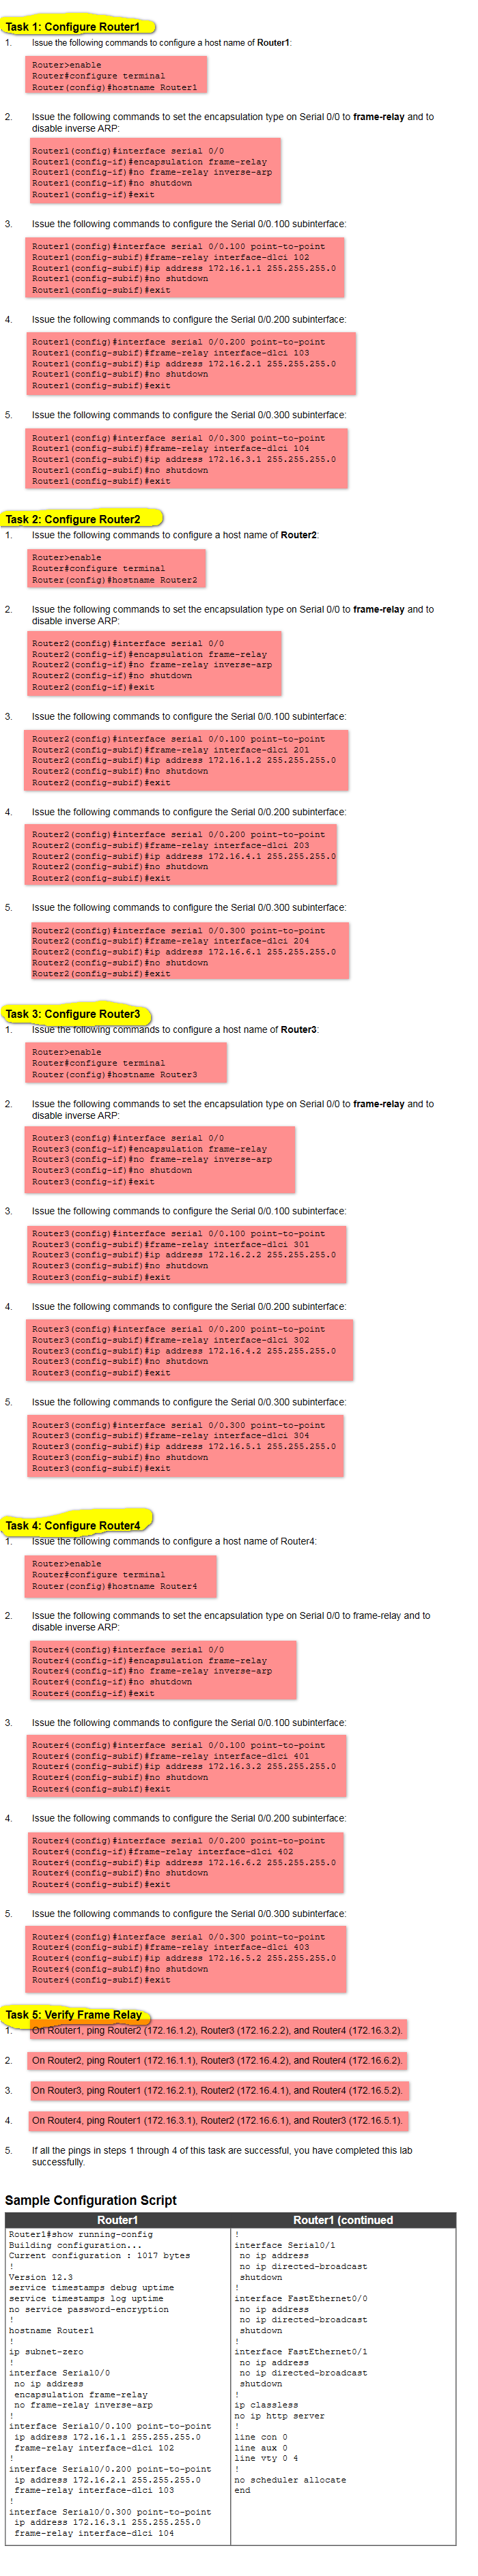 Task 1: Configure Router1
1. Issue the following commands to configure a host name of Router1:
Router>enable
Router#configure terminal
Router(config)#hostname Router1
2. Issue the following commands to set the encapsulation type on Serial 0/0 to frame-relay and to
disable inverse ARP:
Router1(config)#interface serial 0/0
Router1(config-if)#encapsulation frame-relay
Router1(config-if)#no frame-relay inverse-arp
Router1(config-if)#no shutdown
Router1(config-if)#exit
3. Issue the following commands to configure the Serial 0/0.100 subinterface:
Router1(config)#interface serial 0/0.100 point-to-point
Router1(config-subif)#frame-relay interface-dlci 102
Router1(config-subif)#ip address 172.16.1.1 255.255.255.0
Router1(config-subif)#no shutdown
Router1(config-subif)#exit
4. Issue the following commands to configure the Serial 0/0.200 subinterface:
Router1(config)#interface serial 0/0.200 point-to-point
Router1(config-subif)#frame-relay interface-dlci 103
Router1(config-subif)#ip address 172.16.2.1 255.255.255.0
Router1(config-subif)#no shutdown
Router1(config-subif)#exit
5. Issue the following commands to configure the Serial 0/0.300 subinterface:
Router1(config)#interface serial 0/0.300 point-to-point
Router1(config-subif)#frame-relay interface-dlci 104
Router1(config-subif)#ip address 172.16.3.1 255.255.255.0
Router1(config-subif)#no shutdown
Router1(config-subif)#exit
Task 2: Configure Router2
1. Issue the following commands to configure a host name of Router2:
Router>enable
Router#configure terminal
Router(config)#hostname Router2
2. Issue the following commands to set the encapsulation type on Serial 0/0 to frame-relay and to
disable inverse ARP:
Router2(config)#interface serial 0/0
Router2(config-if)#encapsulation frame-relay
Router2(config-if)#no frame-relay inverse-arp
Router2(config-if)#no shutdown
Router2(config-if)#exit
3. Issue the following commands to configure the Serial 0/0.100 subinterface:
Router2(config)#interface serial 0/0.100 point-to-point
Router2(config-subif)#frame-relay interface-dlci 201
Router2(config-subif)#ip address 172.16.1.2 255.255.255.0
Router2(config-subif)#no shutdown
Router2(config-subif)#exit
4. Issue the following commands to configure the Serial 0/0.200 subinterface:
Router2(config)#interface serial 0/0.200 point-to-point
Router2(config-subif)#frame-relay interface-dlci 203
Router2(config-subif)#ip address 172.16.4.1 255.255.255.0
Router2(config-subif)#no shutdown
Router2(config-subif)#exit
5. Issue the following commands to configure the Serial 0/0.300 subinterface:
Router2(config)#interface serial 0/0.300 point-to-point
Router2(config-subif)#frame-relay interface-dlci 204
Router2(config-subif)#ip address 172.16.6.1 255.255.255.0
Router2(config-subif)#no shutdown
Router2(config-subif)#exit
Task 3: Configure Router3
1. Issue the following commands to configure a host name of Router3:
Router>enable
Router#configure terminal
Router(config)#hostname Router3
2. Issue the following commands to set the encapsulation type on Serial 0/0 to frame-relay and to
disable inverse ARP:
Router3(config)#interface serial 0/0
Router3(config-if)#encapsulation frame-relay
Router3(config-if)#no frame-relay inverse-arp
Router3(config-if)#no shutdown
Router3(config-if)#exit
3. Issue the following commands to configure the Serial 0/0.100 subinterface:
Router3(config)#interface serial 0/0.100 point-to-point
Router3(config-subif)#frame-relay interface-dlci 301
Router3(config-subif)#ip address 172.16.2.2 255.255.255.0
Router3(config-subif)#no shutdown
Router3(config-subif)#exit
4. Issue the following commands to configure the Serial 0/0.200 subinterface:
Router3(config)#interface serial 0/0.200 point-to-point
Router3(config-subif)#frame-relay interface-dlci 302
Router3(config-subif)#ip address 172.16.4.2 255.255.255.0
Router3(config-subif)#no shutdown
Router3(config-subif)#exit
5. Issue the following commands to configure the Serial 0/0.300 subinterface:
Router3(config)#interface serial 0/0.300 point-to-point
Router3(config-subif)#frame-relay interface-dlci 304
Router3(config-subif)#ip address 172.16.5.1 255.255.255.0
Router3(config-subif)#no shutdown
Router3(config-subif)#exit
Task 4: Configure Router4
1. Issue the following commands to configure a host name of Router4:
Router>enable
Router#configure terminal
Router(config)#hostname Router4
2. Issue the following commands to set the encapsulation type on Serial 0/0 to frame-relay and to
disable inverse ARP:
Router4(config)#interface serial 0/0
Router4(config-if)#encapsulation frame-relay
Router4(config-if)#no frame-relay inverse-arp
Router4(config-if)#no shutdown
Router4(config-if)#exit
3. Issue the following commands to configure the Serial 0/0.100 subinterface:
Router4(config)#interface serial 0/0.100 point-to-point
Router4(config-subif)#frame-relay interface-dlci 401
Router4(config-subif)#ip address 172.16.3.2 255.255.255.0
Router4(config-subif)#no shutdown
Router4(config-subif)#exit
4. Issue the following commands to configure the Serial 0/0.200 subinterface:
Router4(config)#interface serial 0/0.200 point-to-point
Router4(config-if)#frame-relay interface-dlci 402
Router4(config-subif)#ip address 172.16.6.2 255.255.255.0
Router4(config-subif)#no shutdown
Router4(config-subif)#exit
5. Issue the following commands to configure the Serial 0/0.300 subinterface:
Router4(config)#interface serial 0/0.300 point-to-point
Router4(config-subif)#frame-relay interface-dlci 403
Router4(config-subif)#ip address 172.16.5.2 255.255.255.0
Router4(config-subif)#no shutdown
Router4(config-subif)#exit
Task 5: Verify Frame Relay
1. On Router1, ping Router2 (172.16.1.2), Router3 (172.16.2.2), and Router4 (172.16.3.2).
2. On Router2, ping Router1 (172.16.1.1), Router3 (172.16.4.2), and Router4 (172.16.6.2).
3. On Router3, ping Router1 (172.16.2.1), Router2 (172.16.4.1), and Router4 (172.16.5.2).
4. On Router4, ping Router1 (172.16.3.1), Router2 (172.16.6.1), and Router3 (172.16.5.1).
5. If all the pings in steps 1 through 4 of this task are successful, you have completed this lab
successfully.
Sample Configuration Script
Router1
Router1#show running-config
Building configuration...
Current configuration : 1017 bytes
!
Version 12.3
service timestamps debug uptime
service timestamps log uptime
no service password-encryption
!
hostname Router1
!
ip subnet-zero
!
interface Serial0/0
no ip address
encapsulation frame-relay
no frame-relay inverse-arp
!
interface Serial0/0.100 point-to-point
ip address 172.16.1.1 255.255.255.0
frame-relay interface-dlci 102
!
interface Serial0/0.200 point-to-point
ip address 172.16.2.1 255.255.255.0
frame-relay interface-dlci 103
!
interface Serial0/0.300 point-to-point
ip address 172.16.3.1 255.255.255.0
frame-relay interface-dlci 104
Router1 (continued
!
interface Serial0/1
no ip address
no ip directed-broadcast
shutdown
!
interface FastEthernet0/0
no ip address
no ip directed-broadcast
shutdown
!
interface FastEthernet0/1
no ip address
no ip directed-broadcast
shutdown
!
ip classless
no ip http server
!
line con 0
line aux 0
line vty 0 4
!
no scheduler allocate
end